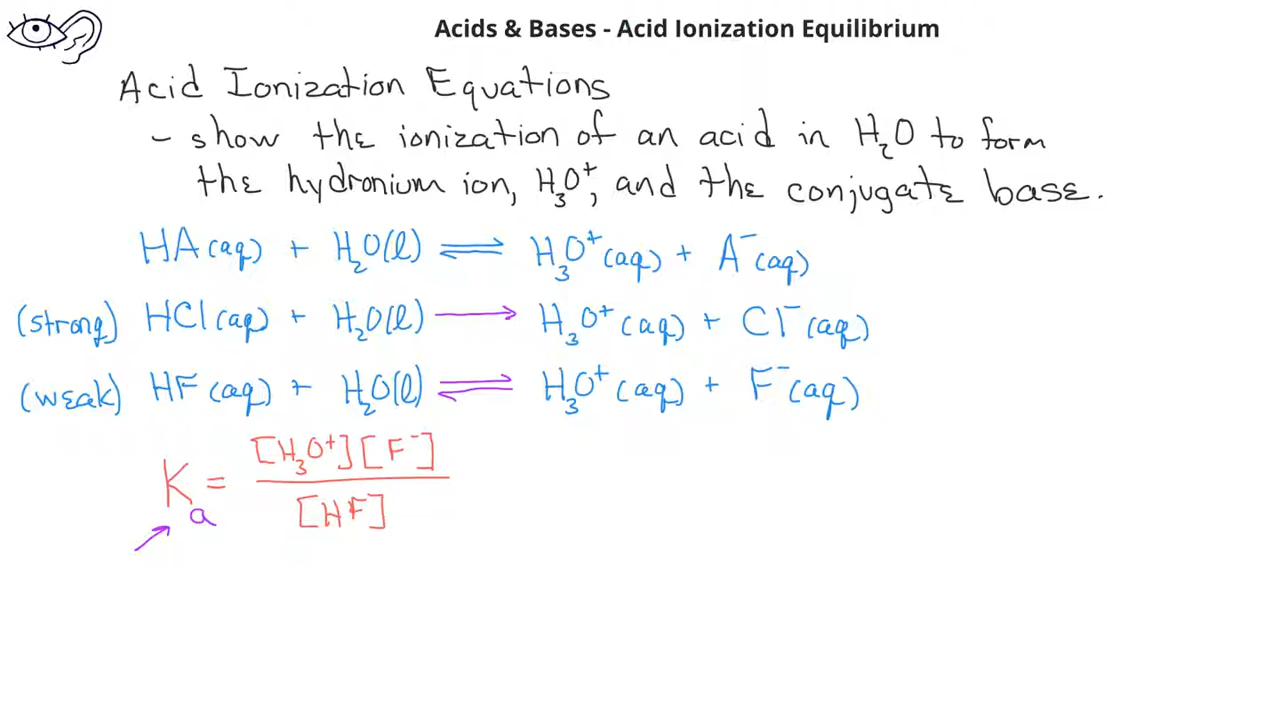 Acids & Bases - Acid Ionization Equilibrium
Acid Ionization Equations
- show the ionization of an acid in H₂O to form
the hydronium ion, H₃O⁺, and the conjugate base.
HA(aq) + H₂O(l) ⇌ H₃O⁺(aq) + A⁻(aq)
(strong) HCl(aq) + H₂O(l) → H₃O⁺(aq) + Cl⁻(aq)
(weak) HF(aq) + H₂O(l) ⇌ H₃O⁺(aq) + F⁻(aq)
[H₃O⁺][F⁻]
Kₐ =
[HF]